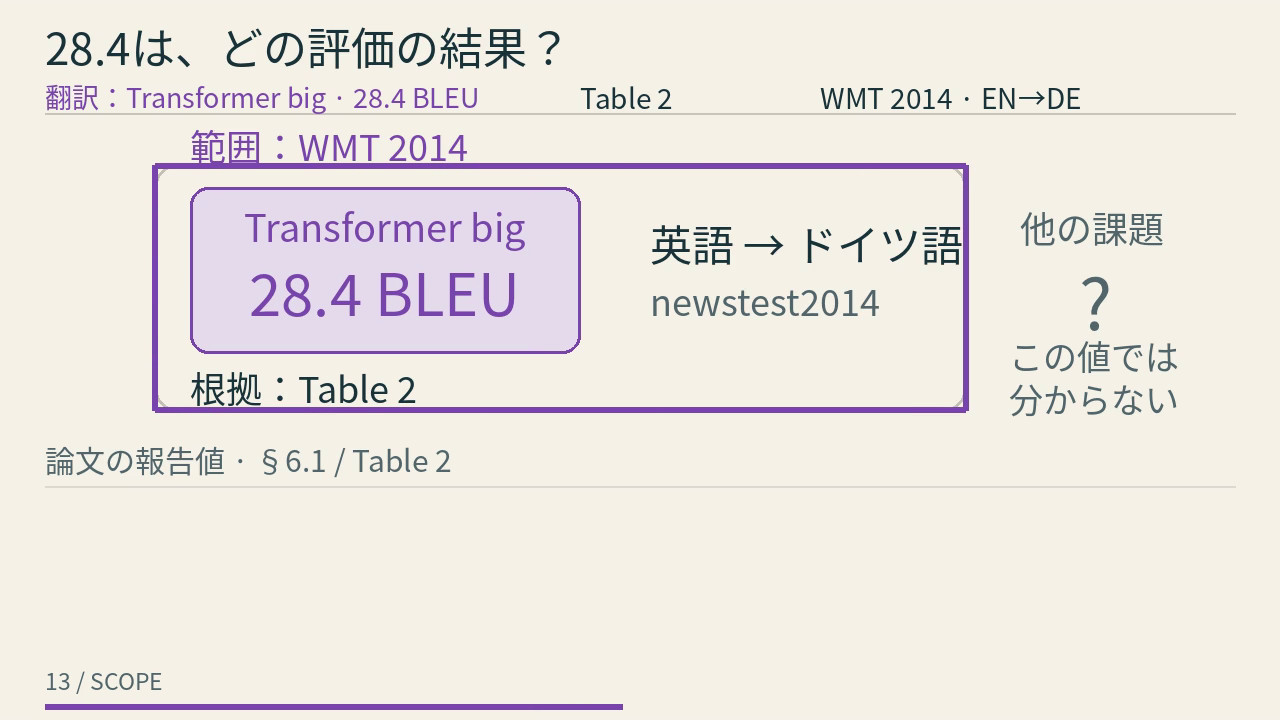 28.4は、どの評価の結果？
翻訳：Transformer big · 28.4 BLEU
Table 2
WMT 2014 · EN→DE
範囲：WMT 2014
Transformer big
28.4 BLEU
英語 → ドイツ語
newstest2014
根拠：Table 2
他の課題
?
この値では
分からない
論文の報告値 · §6.1 / Table 2
13 / SCOPE